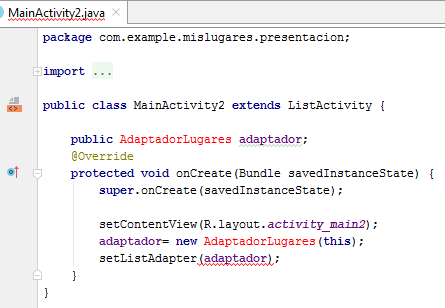 MainActivity2.java
package com.example.mislugares.presentacion;
import ...
public class MainActivity2 extends ListActivity {
public AdaptadorLugares adaptador;
@Override
protected void onCreate(Bundle savedInstanceState) {
super.onCreate(savedInstanceState);
setContentView(R.layout.activity_main2);
adaptador= new AdaptadorLugares(this);
setListAdapter(adaptador);
}
}